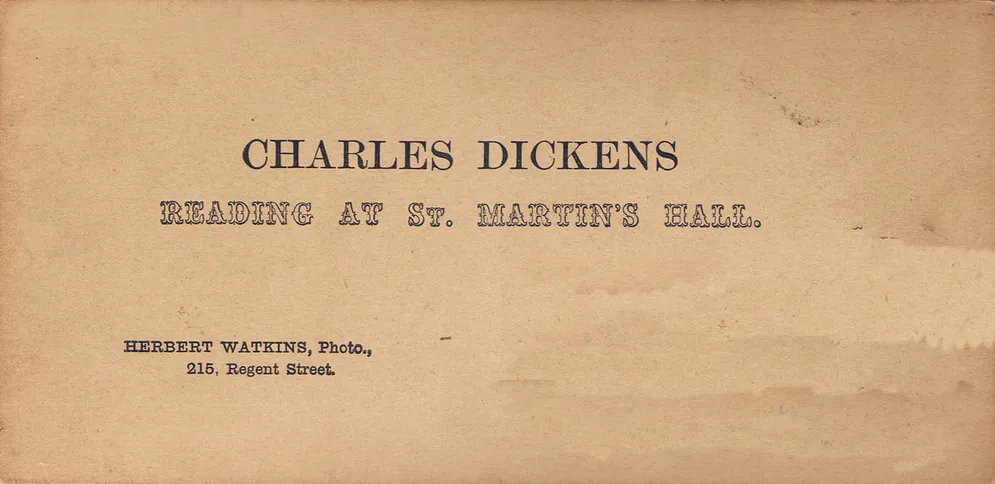 CHARLES DICKENS
READING AT ST. MARTIN'S HALL.
HERBERT WATKINS, Photo.,
215, Regent Street.